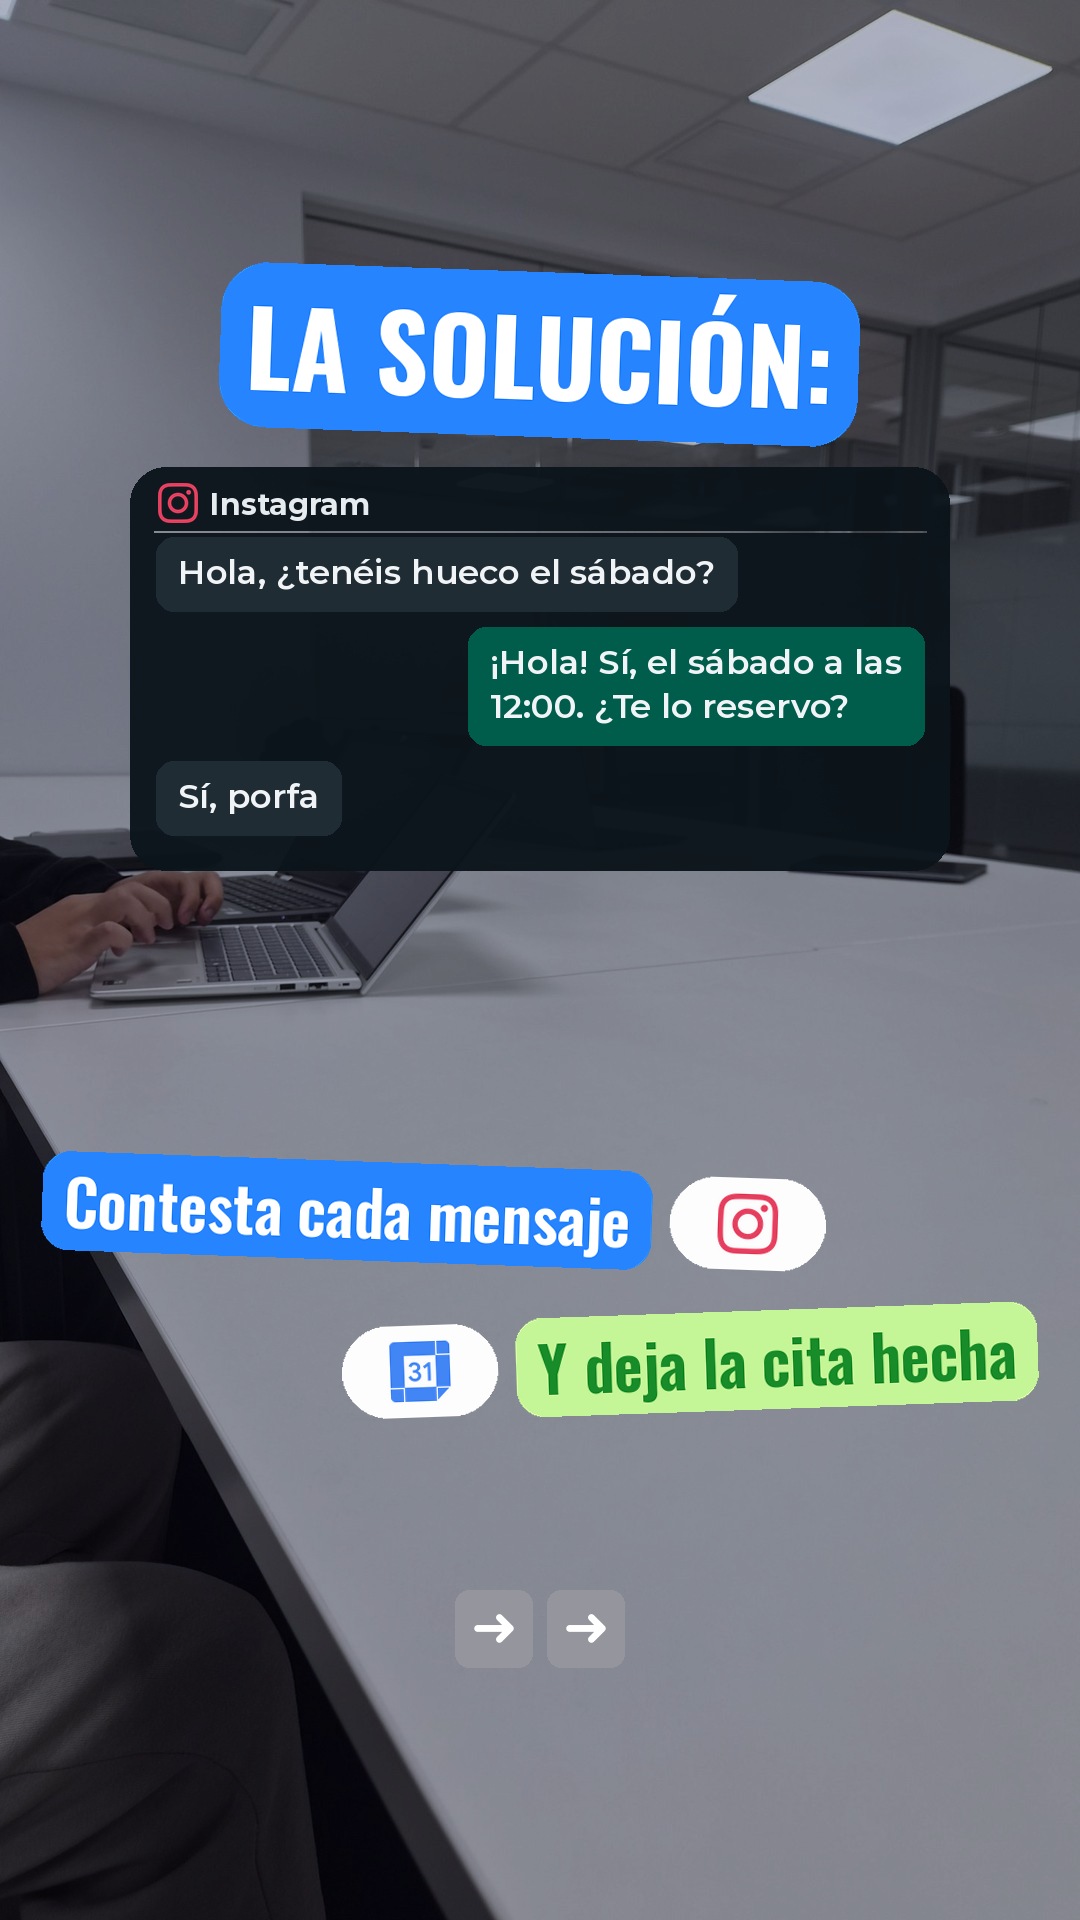 LA SOLUCIÓN:
Instagram
Hola, ¿tenéis hueco el sábado?
¡Hola! Sí, el sábado a las
12:00. ¿Te lo reservo?
Sí, porfa
Contesta cada mensaje
31
Y deja la cita hecha